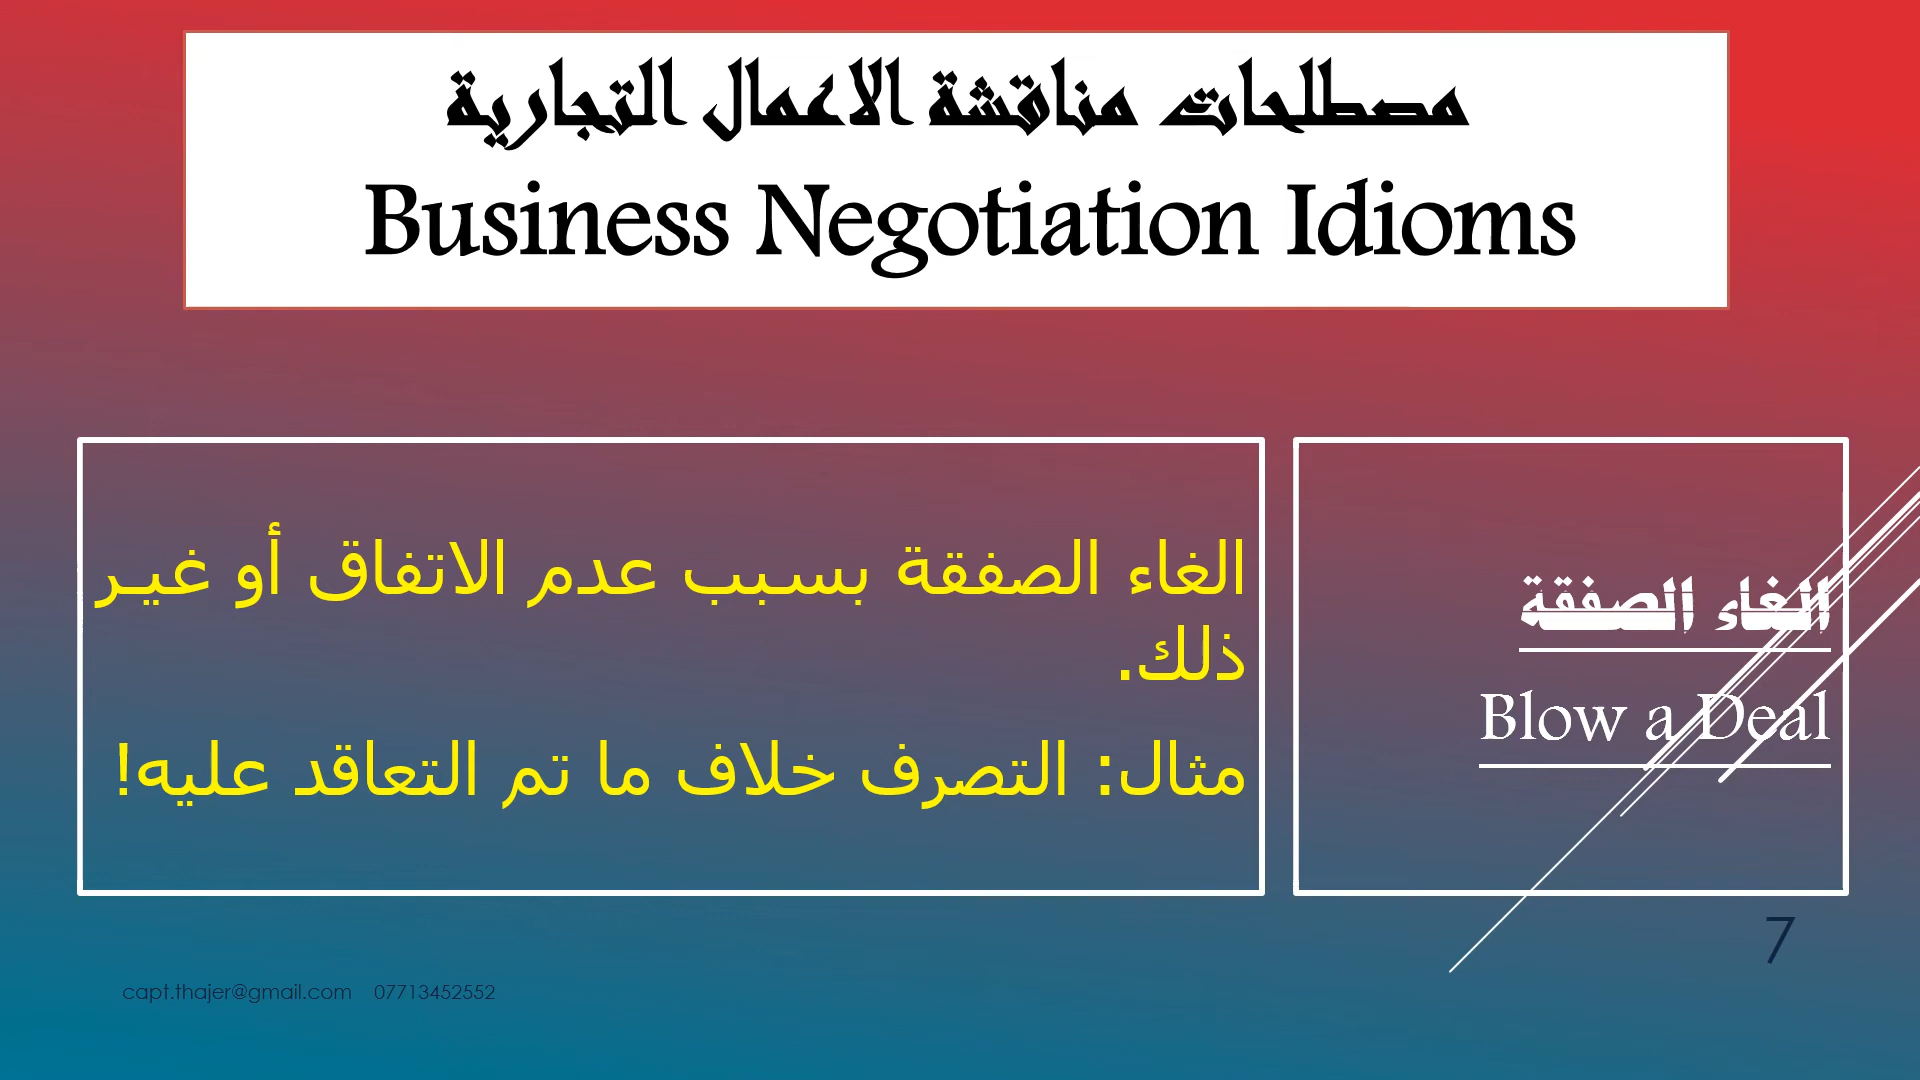 مصطلحات مناقشة الاعمال التجارية
Business Negotiation Idioms
الغاء الصفقة
Blow a Deal
الغاء الصفقة بسبب عدم الاتفاق أو غير
ذلك.
مثال: التصرف خلاف ما تم التعاقد عليه!
7
capt.thajer@gmail.com 07713452552